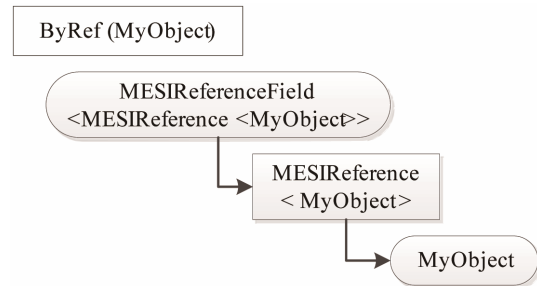 ByRef (MyObject)
MESIReferenceField
<MESIReference <MyObject>>
MESIReference
< MyObject>
MyObject